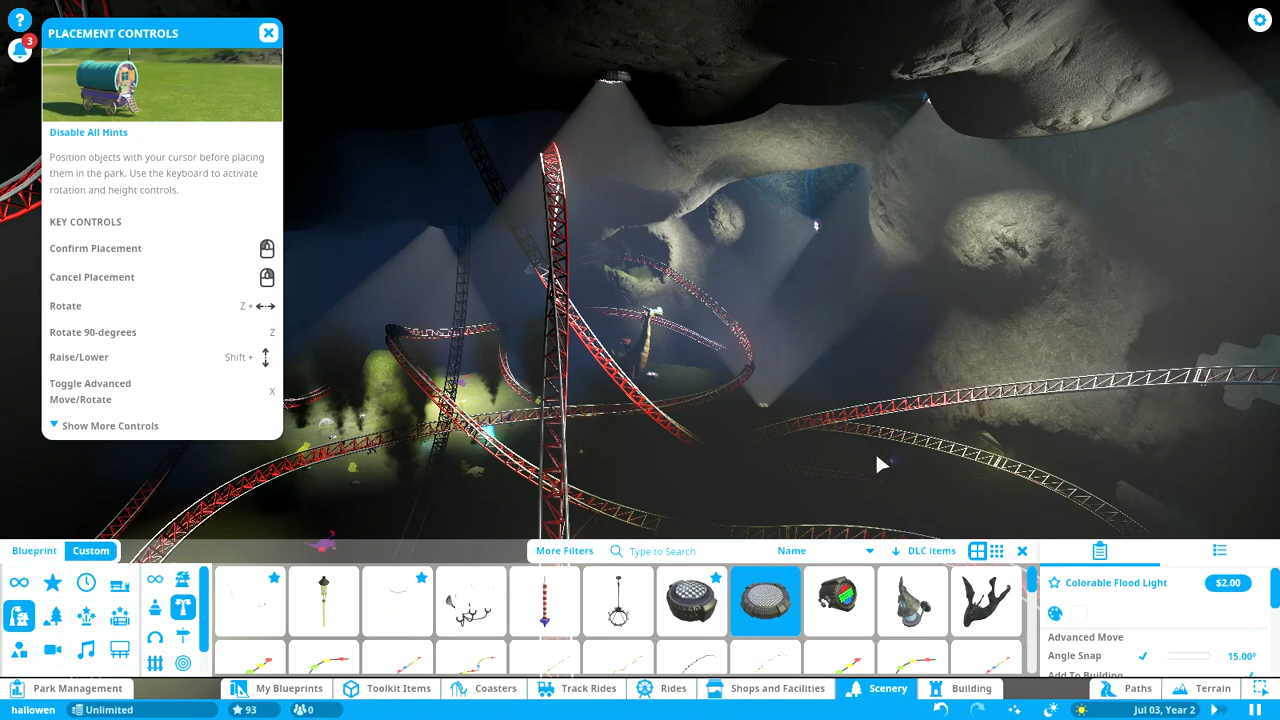 ?
3
PLACEMENT CONTROLS
Disable All Hints
Position objects with your cursor before placing
them in the park. Use the keyboard to activate
rotation and height controls.
KEY CONTROLS
Confirm Placement
Cancel Placement
Rotate Z +
Rotate 90-degrees Z
Raise/Lower Shift +
Toggle Advanced
Move/Rotate X
Show More Controls
Blueprint Custom More Filters Type to Search Name DLC items
Colorable Flood Light $2.00
Advanced Move
Angle Snap 15.00°
Add To Building
Park Management My Blueprints Toolkit Items Coasters Track Rides Rides Shops and Facilities Scenery Building Paths Terrain
hallowen Unlimited 93 0 Jul 03, Year 2